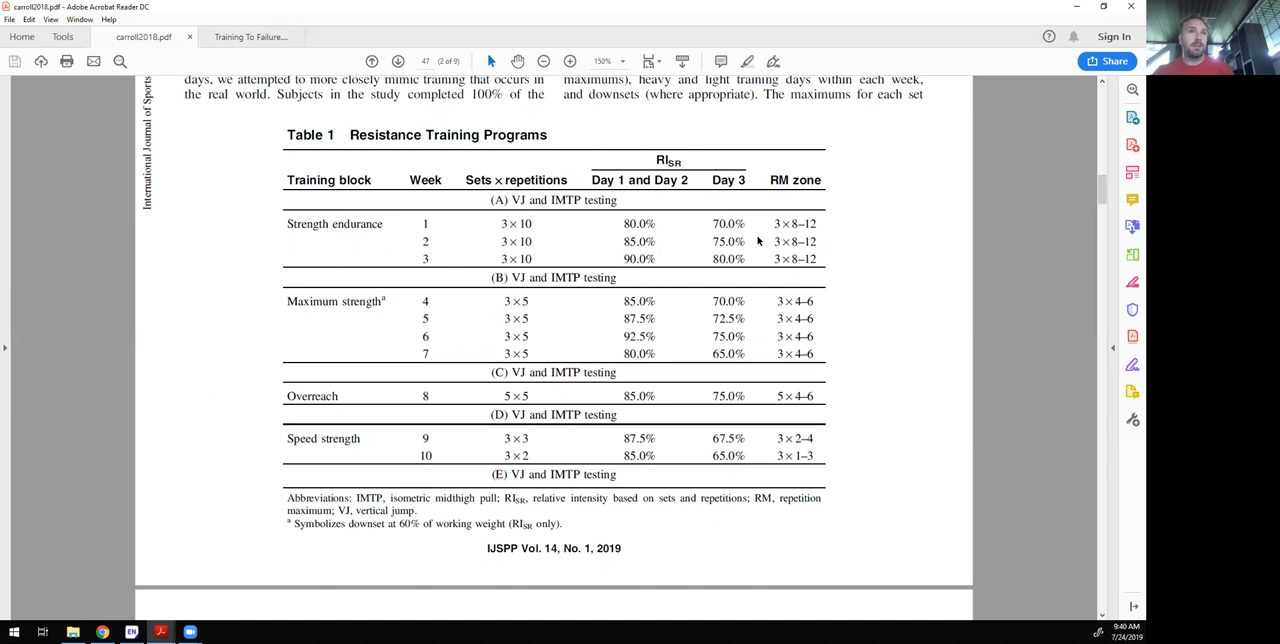 carroll2018.pdf - Adobe Acrobat Reader DC
File Edit View Window Help
Home Tools carroll2018.pdf × Training To Failure... Sign In
47 (2 of 9) 150% Share
days, we attempted to more closely mimic training that occurs in
the real world. Subjects in the study completed 100% of the
maximums), heavy and light training days within each week,
and downsets (where appropriate). The maximums for each set
International Journal of Sports
Table 1 Resistance Training Programs
RISR
Training block Week Sets × repetitions Day 1 and Day 2 Day 3 RM zone
(A) VJ and IMTP testing
Strength endurance 1 3×10 80.0% 70.0% 3×8–12
2 3×10 85.0% 75.0% 3×8–12
3 3×10 90.0% 80.0% 3×8–12
(B) VJ and IMTP testing
Maximum strengthᵃ 4 3×5 85.0% 70.0% 3×4–6
5 3×5 87.5% 72.5% 3×4–6
6 3×5 92.5% 75.0% 3×4–6
7 3×5 80.0% 65.0% 3×4–6
(C) VJ and IMTP testing
Overreach 8 5×5 85.0% 75.0% 5×4–6
(D) VJ and IMTP testing
Speed strength 9 3×3 87.5% 67.5% 3×2–4
10 3×2 85.0% 65.0% 3×1–3
(E) VJ and IMTP testing
Abbreviations: IMTP, isometric midthigh pull; RISR, relative intensity based on sets and repetitions; RM, repetition
maximum; VJ, vertical jump.
ᵃ Symbolizes downset at 60% of working weight (RISR only).
IJSPP Vol. 14, No. 1, 2019
EN
9:40 AM
7/24/2019